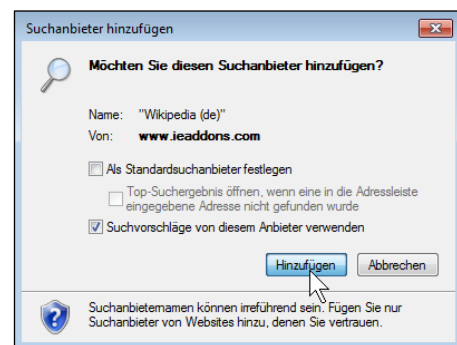 Suchanbieter hinzufügen
Möchten Sie diesen Suchanbieter hinzufügen?
Name: "Wikipedia (de)"
Von: www.ieaddons.com
Als Standardsuchanbieter festlegen
Top-Suchergebnis öffnen, wenn eine in die Adressleiste
eingegebene Adresse nicht gefunden wurde
Suchvorschläge von diesem Anbieter verwenden
Hinzufügen Abbrechen
Suchanbieternamen können irreführend sein. Fügen Sie nur
Suchanbieter von Websites hinzu, denen Sie vertrauen.